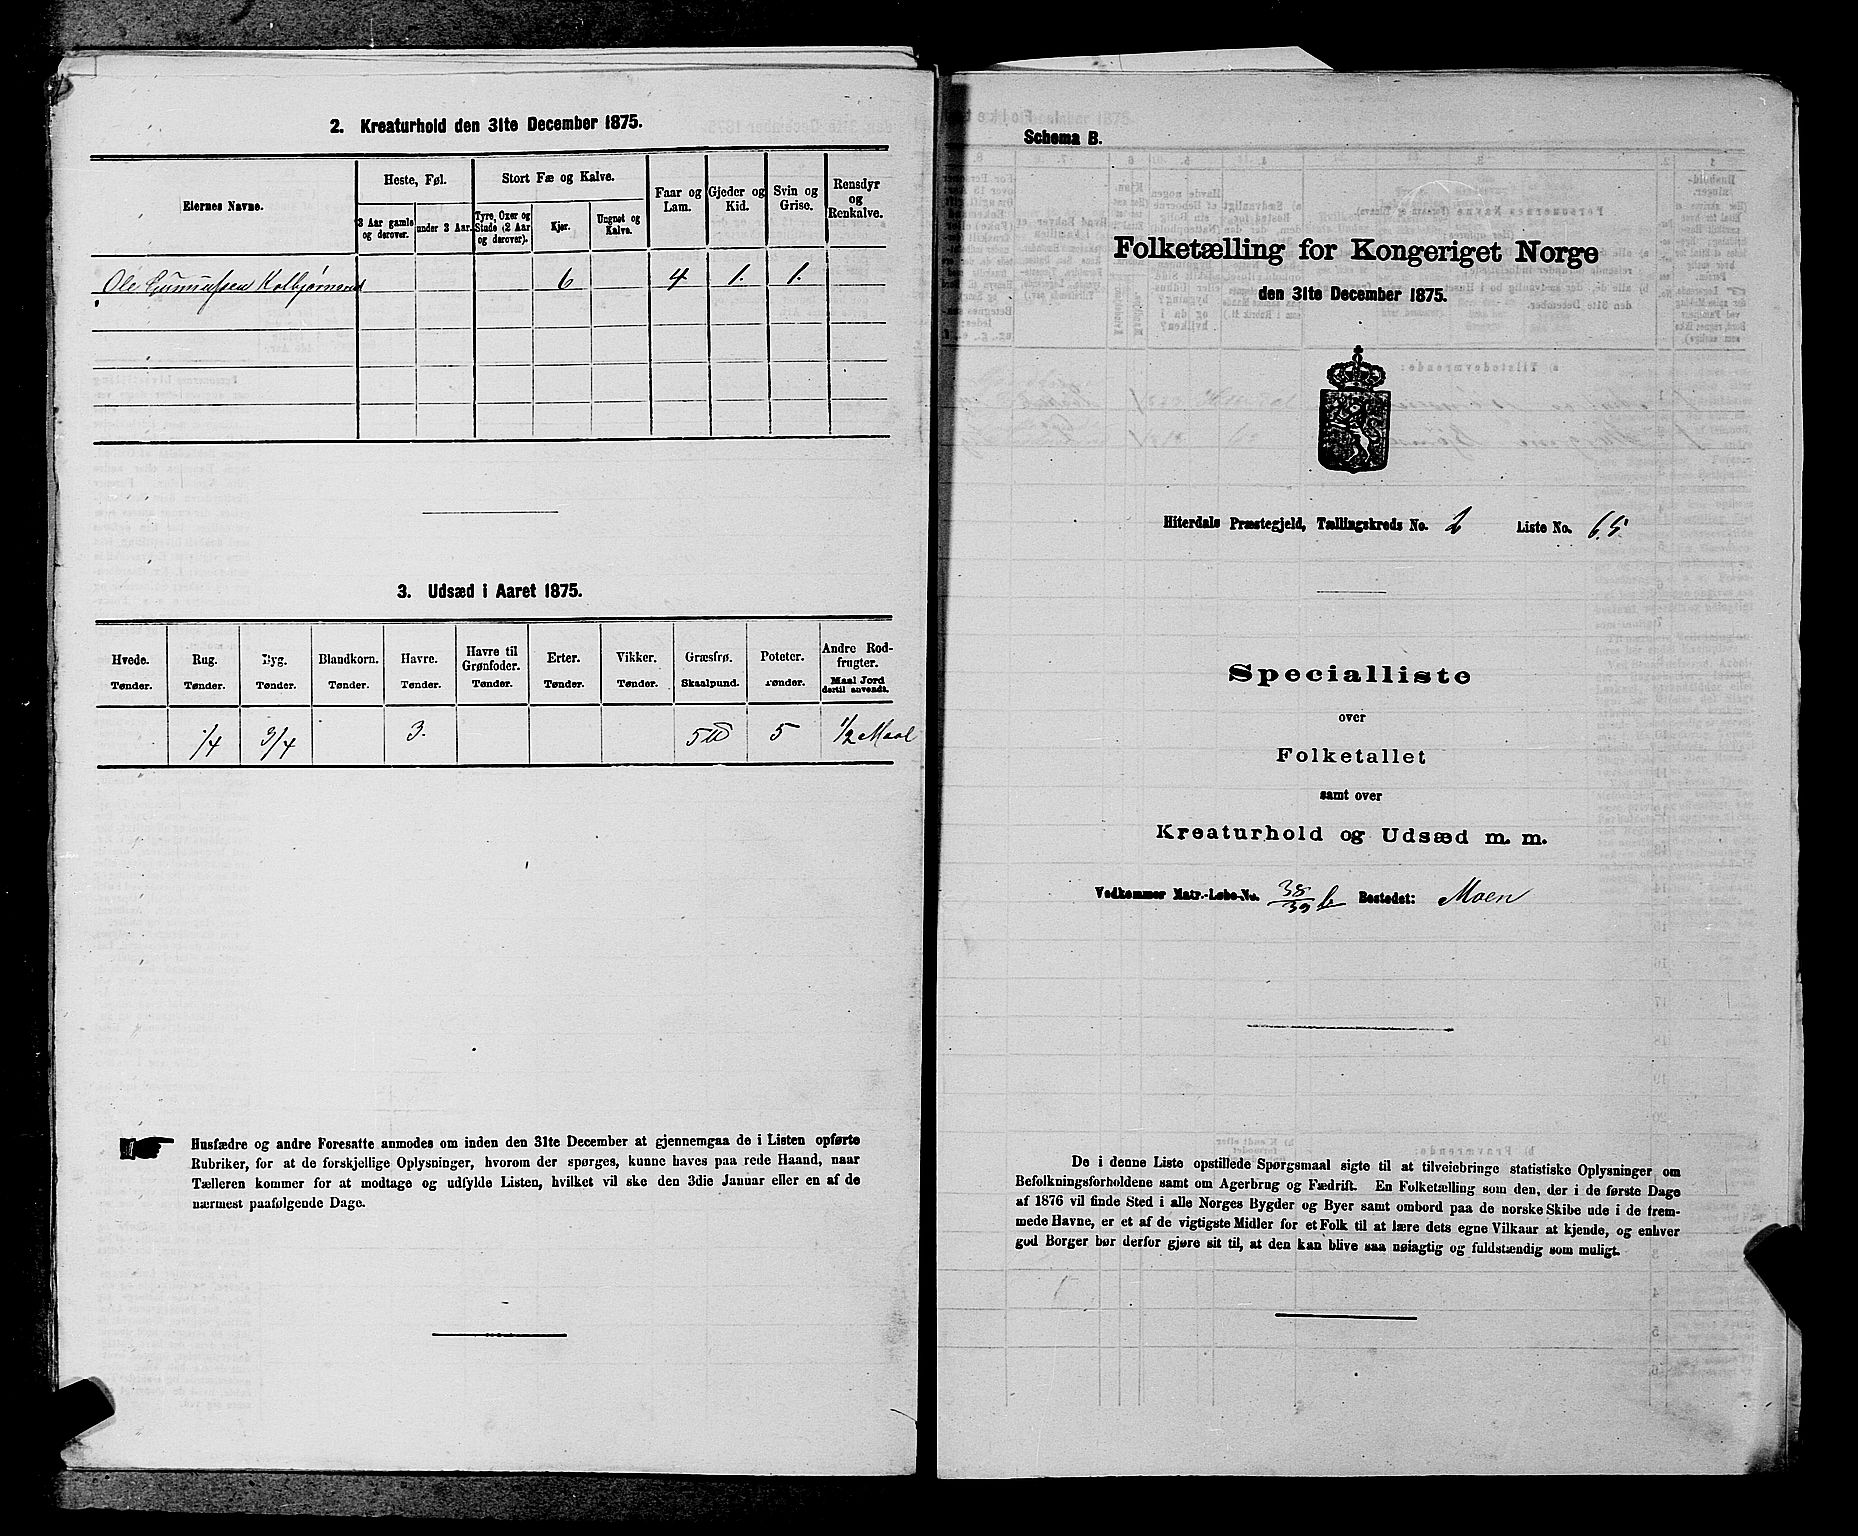 2. Kreaturhold den 31te December 1875.
Eiernes Navne.
Heste, Føl.
Stort Fæ og Kalve.
Faar og Lam.
Gjeder og Kid.
Svin og Grise.
Rensdyr og Renkalve.
3 Aar gamle og derover.
under 3 Aar.
Tyre, Oxer og Stude (2 Aar og derover).
Kjør.
Ungnøt og Kalve.
Ole Gunnulfsen Kolbjørnsrud 6 4 1. 1.
3. Udsæd i Aaret 1875.
Hvede. Rug. Byg. Blandkorn. Havre. Havre til Grønfoder. Erter. Vikker. Græsfrø. Poteter. Andre Rodfrugter.
Tønder. Tønder. Tønder. Tønder. Tønder. Tønder. Tønder. Tønder. Skaalpund. Tønder. Maal Jord dertil anvendt.
1/4 3/4 3. 5 ℔ 5 1/2 Maal
Husfædre og andre Foresatte anmodes om inden den 31te December at gjennemgaa de i Listen opførte
Rubriker, for at de forskjellige Oplysninger, hvorom der spørges, kunne haves paa rede Haand, naar
Tælleren kommer for at modtage og udfylde Listen, hvilket vil ske den 3die Januar eller en af de
nærmest paafølgende Dage.
Schema B.
Folketælling for Kongeriget Norge
den 31te December 1875.
Hiterdals Præstegjeld, Tællingskreds No. 2 Liste No. 65.
Specialliste
over
Folketallet
samt over
Kreaturhold og Udsæd m. m.
Vedkommer Matr.-Løbe-No. 38/39 b Bostedet: Moen
De i denne Liste opstillede Spørgsmaal sigte til at tilveiebringe statistiske Oplysninger om
Befolkningsforholdene samt om Agerbrug og Fædrift. En Folketælling som den, der i de første Dage
af 1876 vil finde Sted i alle Norges Bygder og Byer samt ombord paa de norske Skibe ude i de frem-
mede Havne, er et af de vigtigste Midler for et Folk til at lære dets egne Vilkaar at kjende, og enhver
god Borger bør derfor gjøre sit til, at den kan blive saa nøiagtig og fuldstændig som muligt.